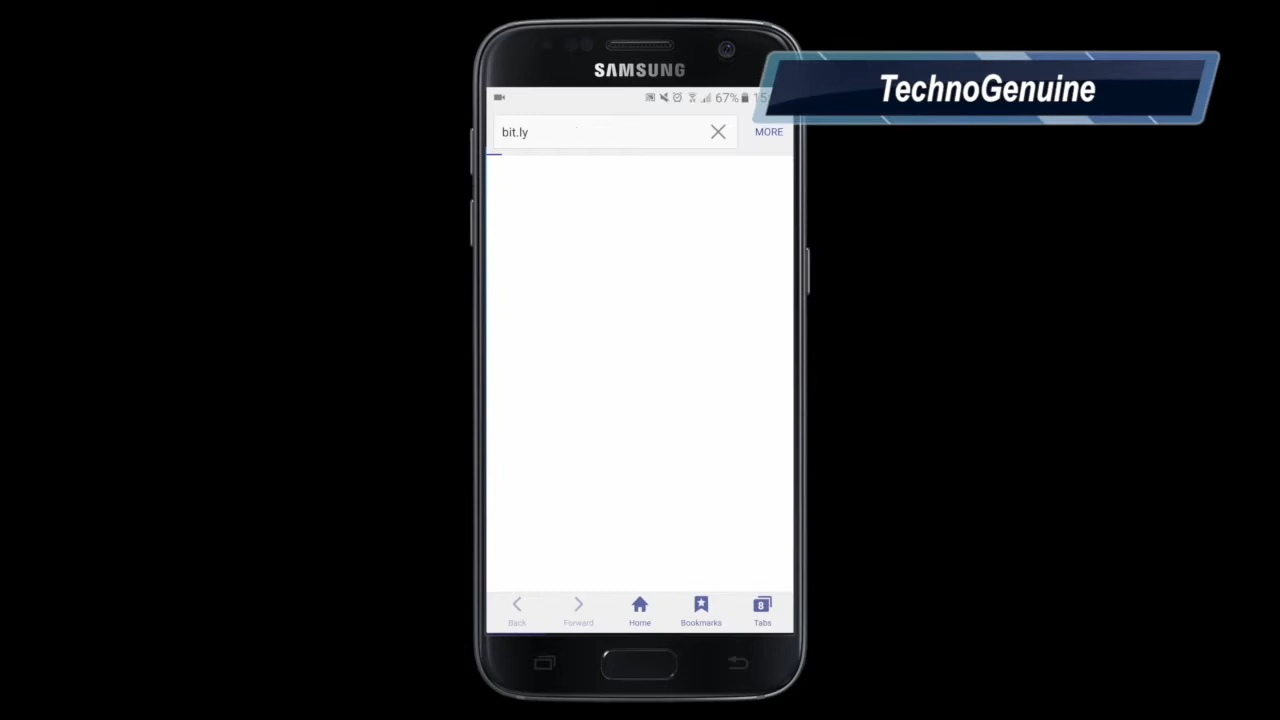 SAMSUNG
TechnoGenuine
67%
bit.ly
MORE
8
Back
Forward
Home
Bookmarks
Tabs